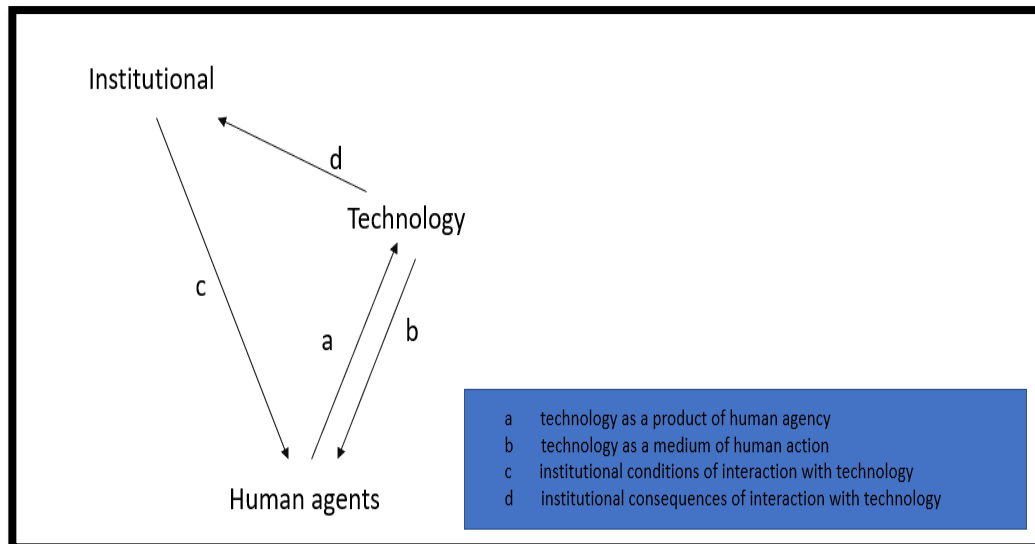 Institutional
d
Technology
c
a
b
Human agents
a technology as a product of human agency
b technology as a medium of human action
c institutional conditions of interaction with technology
d institutional consequences of interaction with technology